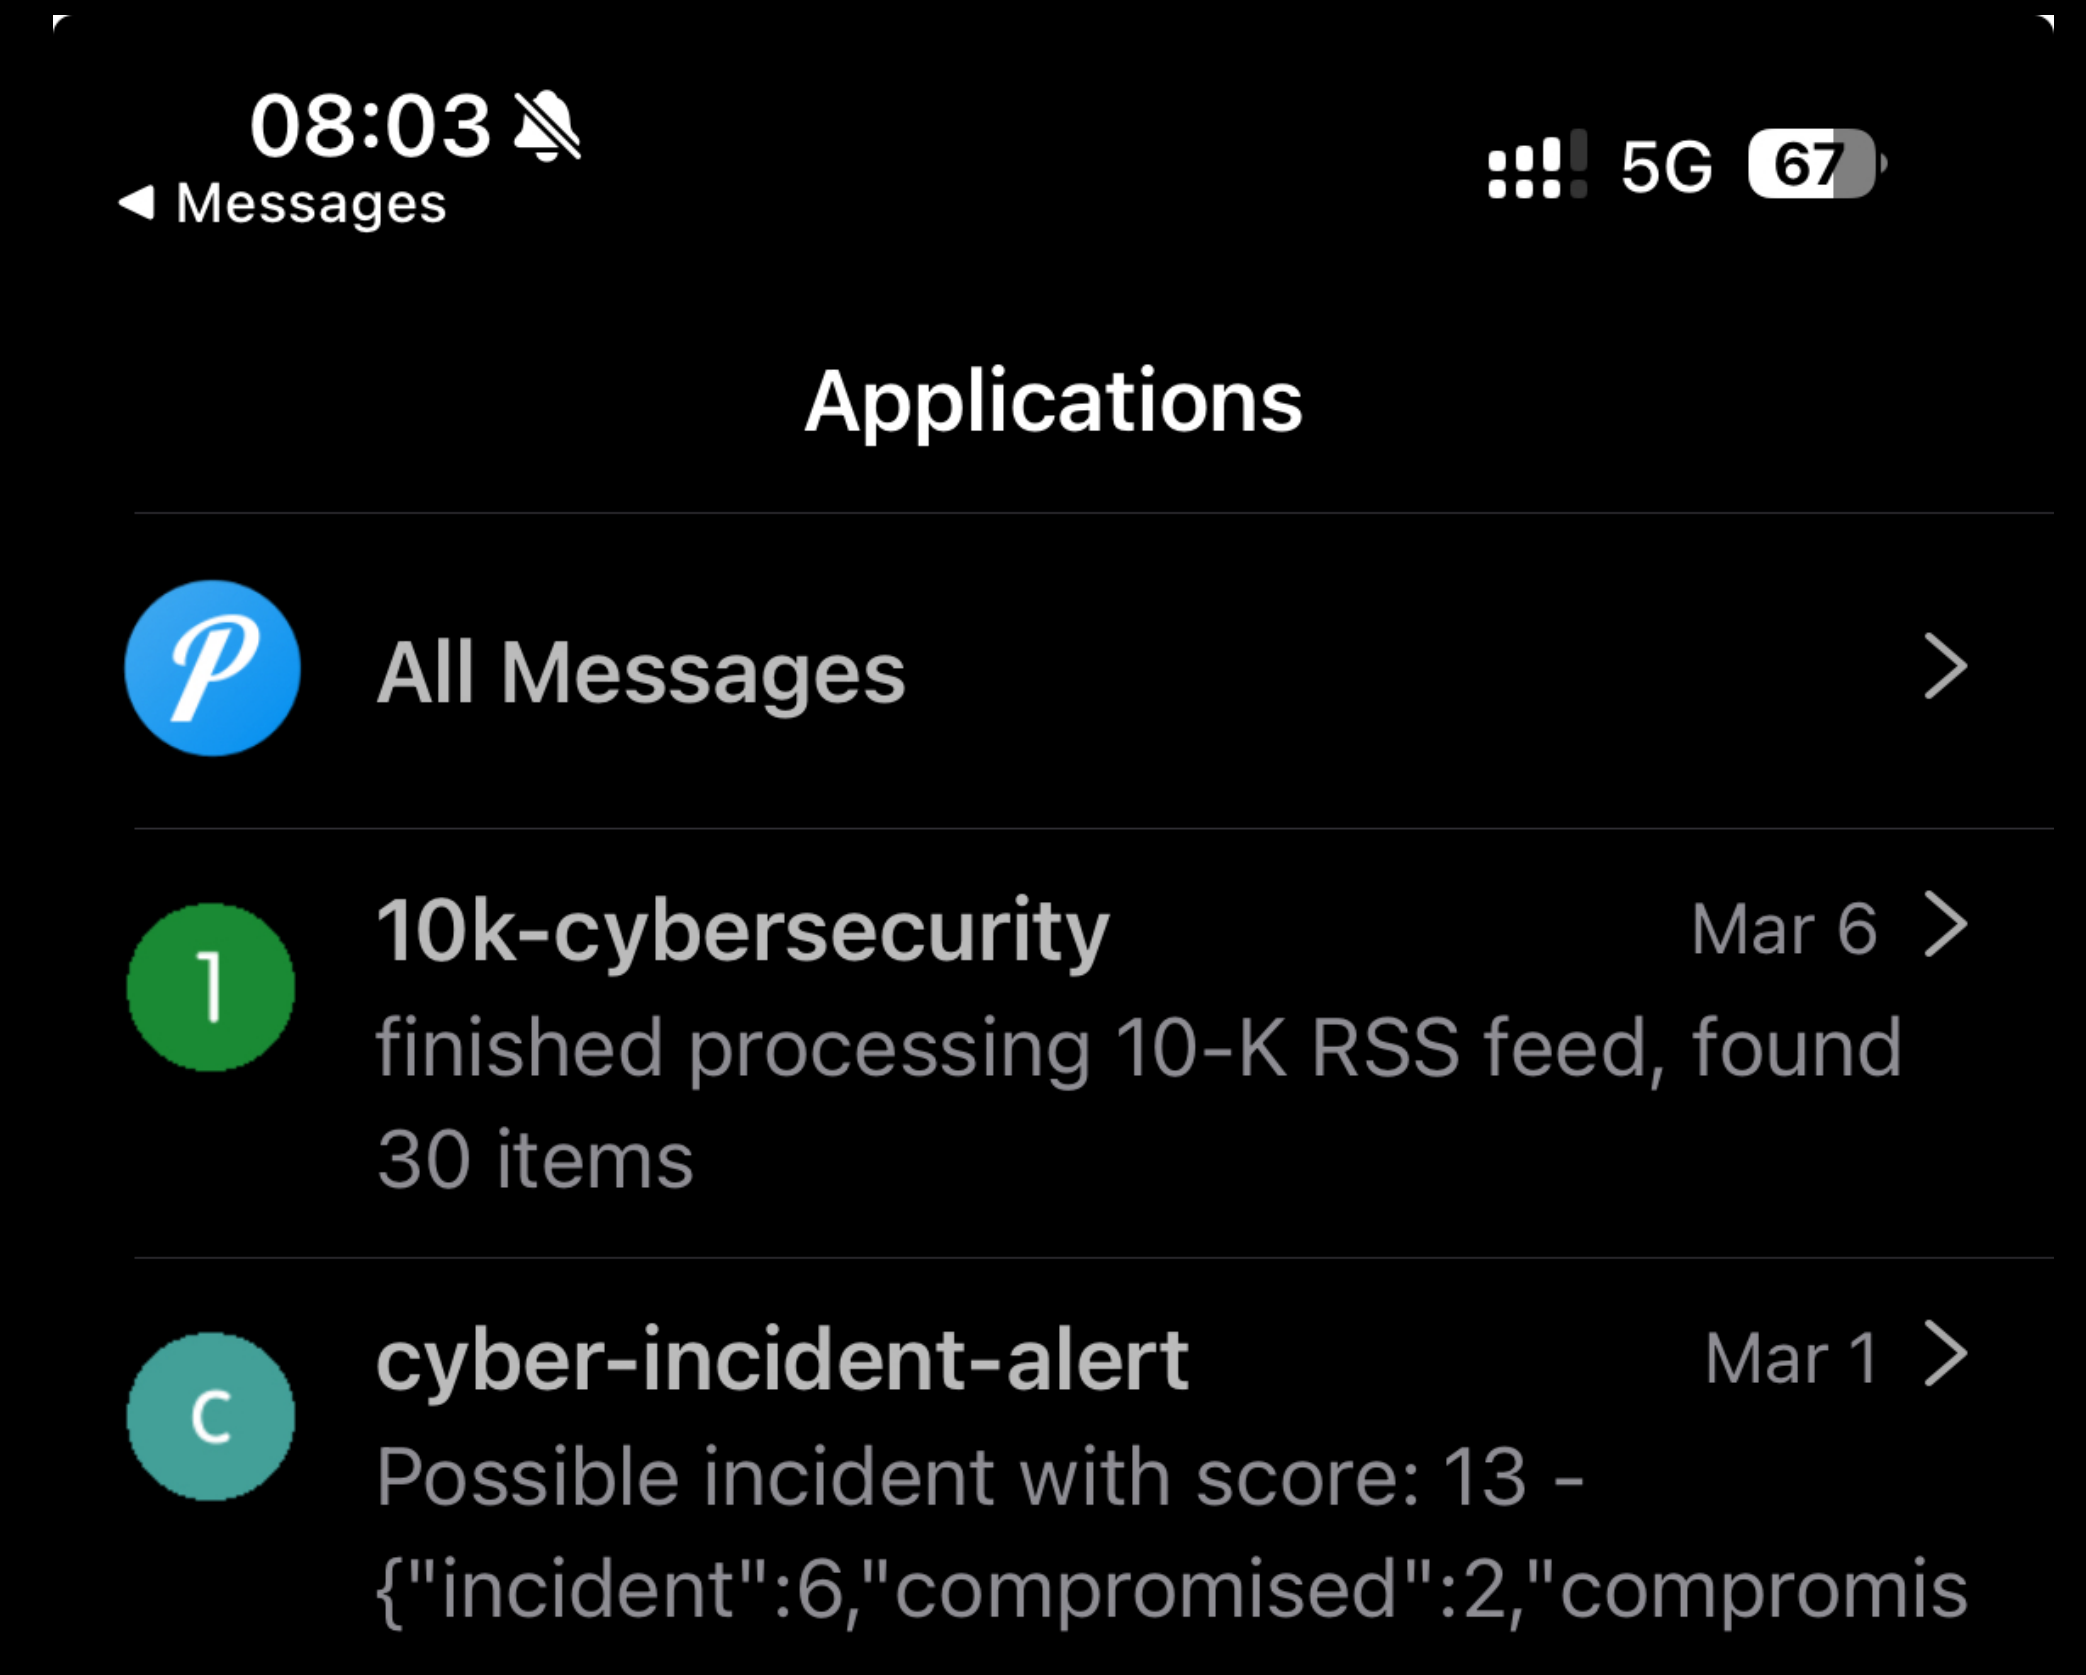 08:03
5G 67
Messages
Applications
P
All Messages
1
10k-cybersecurity
Mar 6
finished processing 10-K RSS feed, found
30 items
c
cyber-incident-alert
Mar 1
Possible incident with score: 13 -
{"incident":6,"compromised":2,"compromis